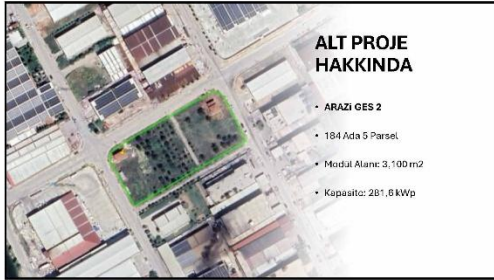 ALT PROJE
HAKKINDA
• ARAZİ GES 2
• 184 Ada 5 Parsel
• Modül Alanı: 3,100 m2
• Kapasite: 281,6 kWp